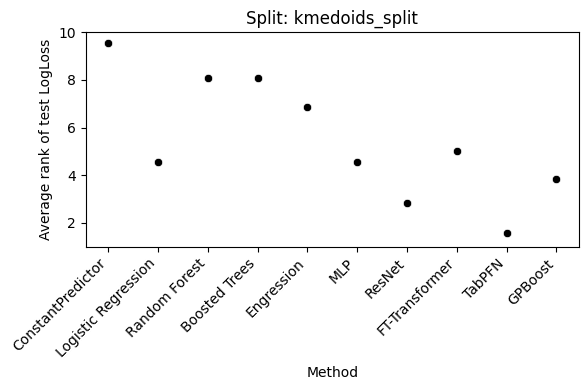 Split: kmedoids_split
Average rank of test LogLoss
10
8
6
4
2
ConstantPredictor
Logistic Regression
Random Forest
Boosted Trees
Engression
MLP
ResNet
FT-Transformer
TabPFN
GPBoost
Method